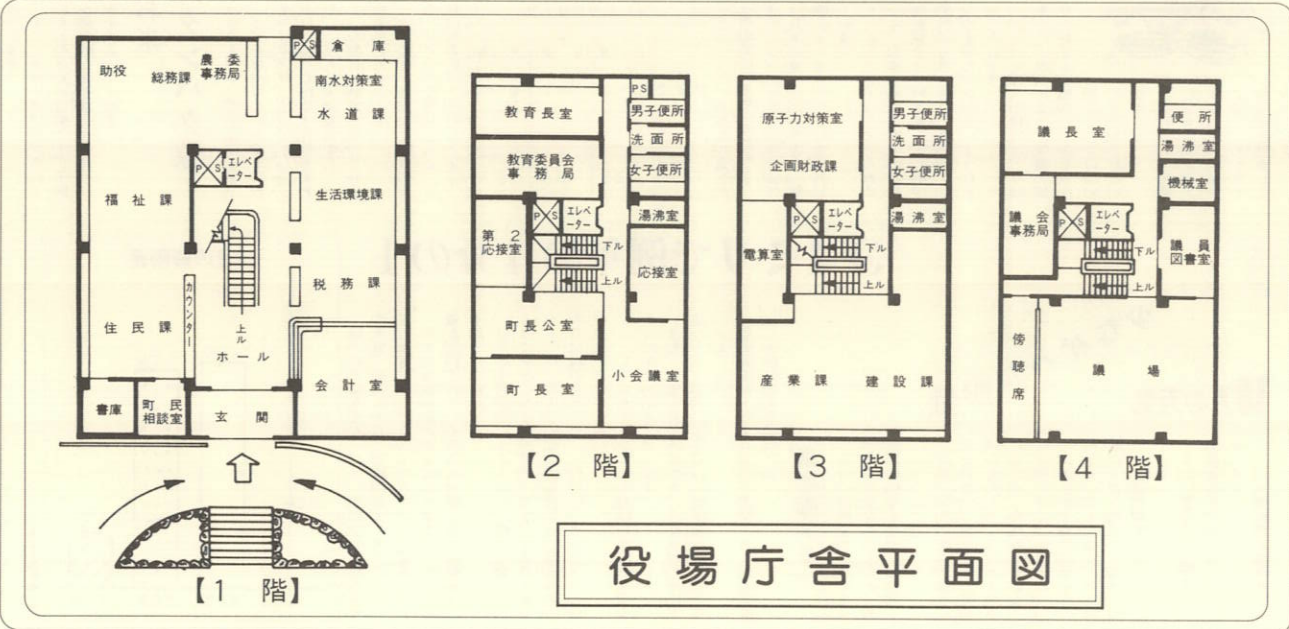 助役
総務課
農委
事務局
PS
倉庫
南水対策室
水道課
PS
エレベ
ーター
生活環境課
福祉課
税務課
カウンター
住民課
上ル
ホール
会計室
書庫
町民
相談室
玄関
【1 階】
教育長室
PS
男子便所
洗面所
教育委員会
事務局
女子便所
第2
応接室
PS
エレベ
ーター
湯沸室
下ル
応接室
上ル
町長公室
町長室
小会議室
【2 階】
原子力対策室
男子便所
洗面所
企画財政課
女子便所
PS
エレベ
ーター
湯沸室
電算室
下ル
上ル
産業課
建設課
【3 階】
議長室
便所
湯沸室
機械室
議会
事務局
PS
エレベ
ーター
下ル
議員
図書室
上ル
傍聴席
議場
【4 階】
役場庁舎平面図